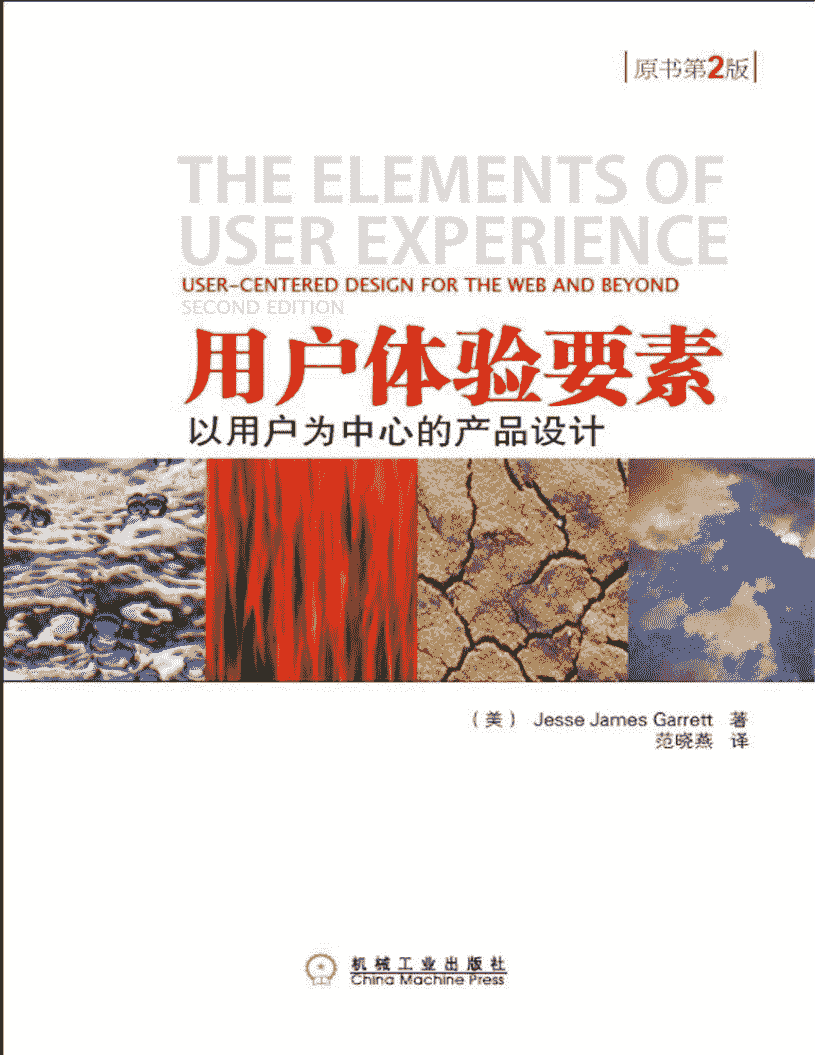 原书第2版
THE ELEMENTS OF
USER EXPERIENCE
USER-CENTERED DESIGN FOR THE WEB AND BEYOND
SECOND EDITION
用户体验要素
以用户为中心的产品设计
（美） Jesse James Garrett 著
范晓燕 译
机械工业出版社
China Machine Press